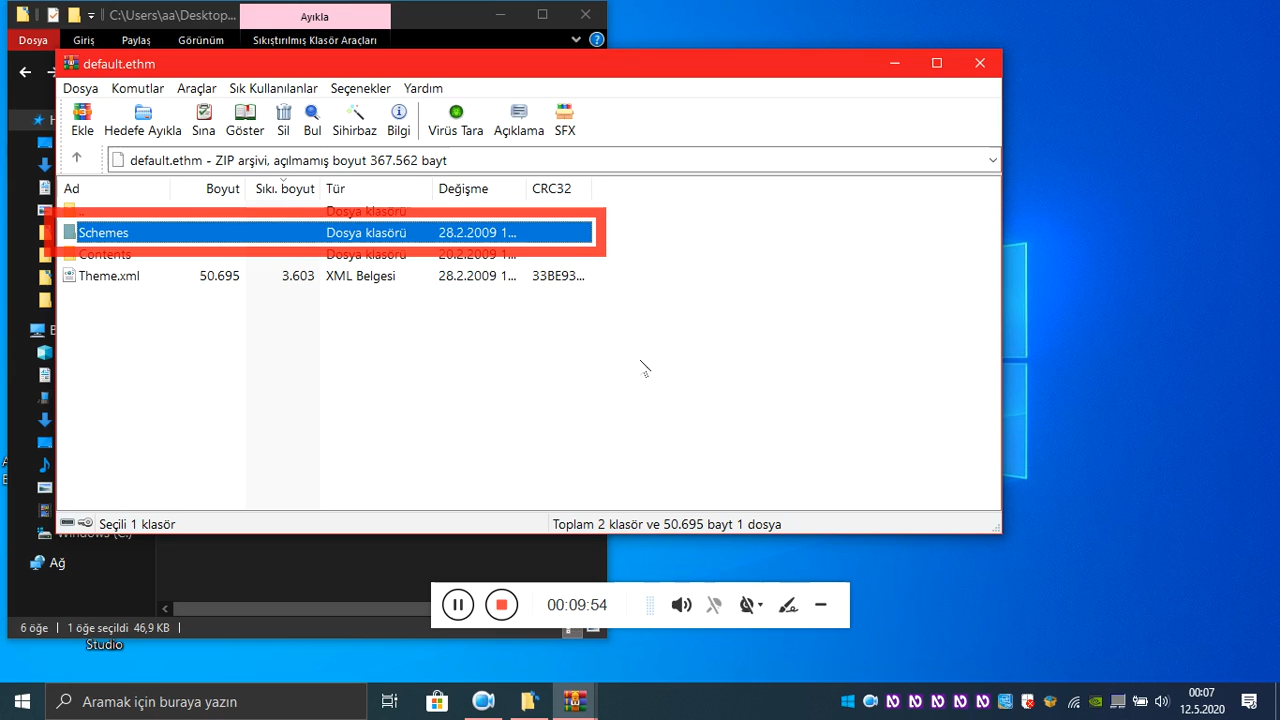 C:\Users\aa\Desktop...
Ayıkla
Dosya
Giriş
Paylaş
Görünüm
Sıkıştırılmış Klasör Araçları
default.ethm
Dosya
Komutlar
Araçlar
Sık Kullanılanlar
Seçenekler
Yardım
Ekle
Hedefe Ayıkla
Sına
Göster
Sil
Bul
Sihirbaz
Bilgi
Virüs Tara
Açıklama
SFX
default.ethm - ZIP arşivi, açılmamış boyut 367.562 bayt
Ad Boyut Sıkı. boyut Tür Değişme CRC32
.. Dosya klasörü
Schemes Dosya klasörü 28.2.2009 1...
Contents Dosya klasörü 20.2.2009 1...
Theme.xml 50.695 3.603 XML Belgesi 28.2.2009 1... 33BE93...
Seçili 1 klasör
Toplam 2 klasör ve 50.695 bayt 1 dosya
Windows (C:)
Ağ
00:09:54
6 öğe
1 öğe seçildi 46,9 KB
Studio
Aramak için buraya yazın
00:07
12.5.2020